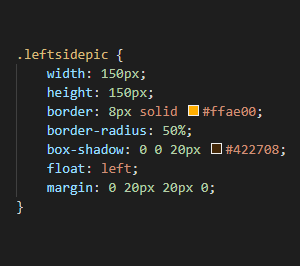 .leftsidepic {
    width: 150px;
    height: 150px;
    border: 8px solid #ffae00;
    border-radius: 50%;
    box-shadow: 0 0 20px #422708;
    float: left;
    margin: 0 20px 20px 0;
}